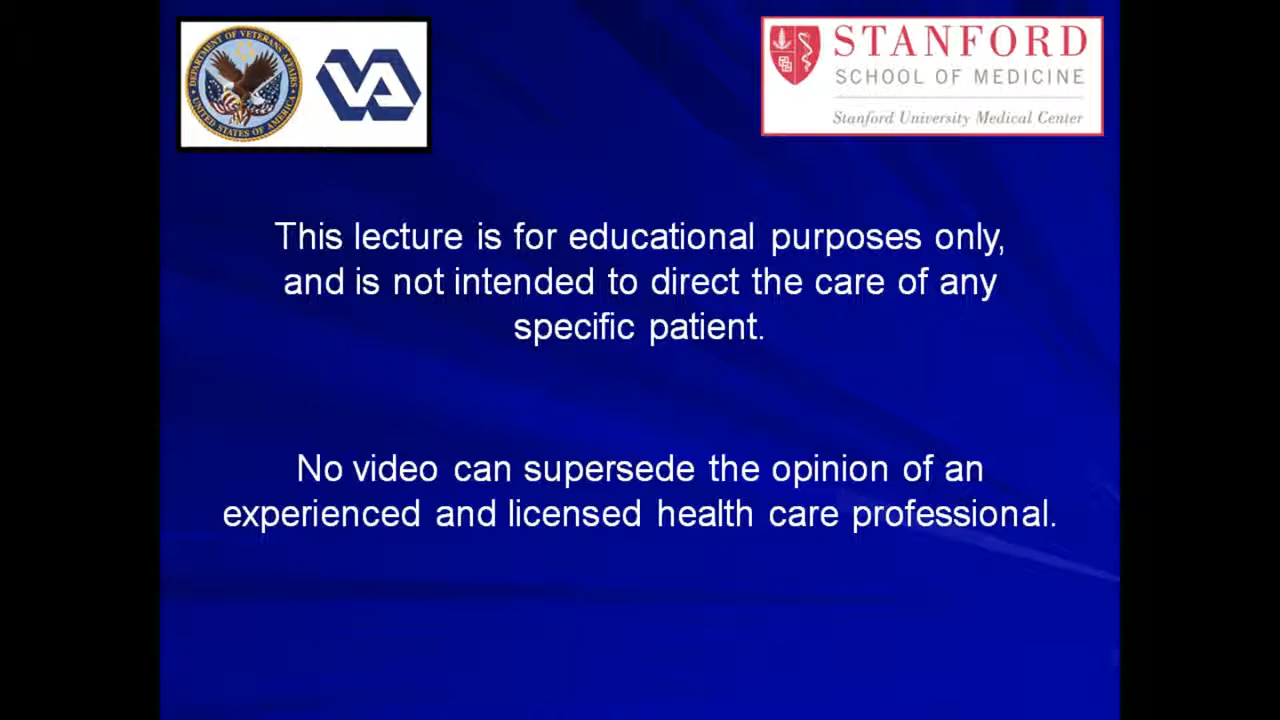 DEPARTMENT OF VETERANS AFFAIRS
UNITED STATES OF AMERICA
VA
STANFORD
SCHOOL OF MEDICINE
Stanford University Medical Center
This lecture is for educational purposes only,
and is not intended to direct the care of any
specific patient.
No video can supersede the opinion of an
experienced and licensed health care professional.